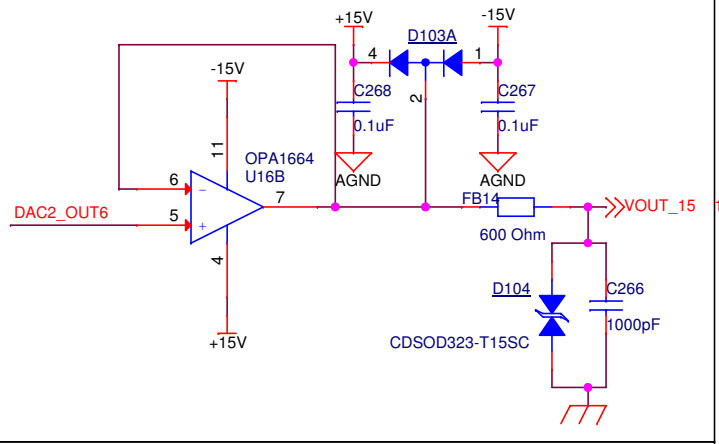 +15V
-15V
D103A
4
1
2
C268
0.1uF
C267
0.1uF
AGND
AGND
-15V
11
OPA1664
U16B
6
7
5
4
+15V
DAC2_OUT6
FB14
600 Ohm
VOUT_15
D104
CDSOD323-T15SC
C266
1000pF